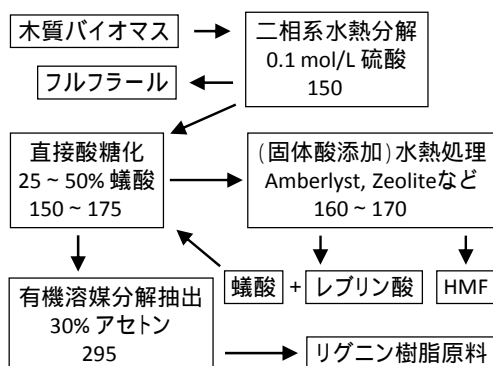 木質バイオマス
二相系水熱分解
0.1 mol/L 硫酸
150
フルフラール
直接酸糖化
25 ~ 50% 蟻酸
150 ~ 175
(固体酸添加)水熱処理
Amberlyst, Zeoliteなど
160 ~ 170
有機溶媒分解抽出
30% アセトン
295
蟻酸 + レブリン酸
HMF
リグニン樹脂原料